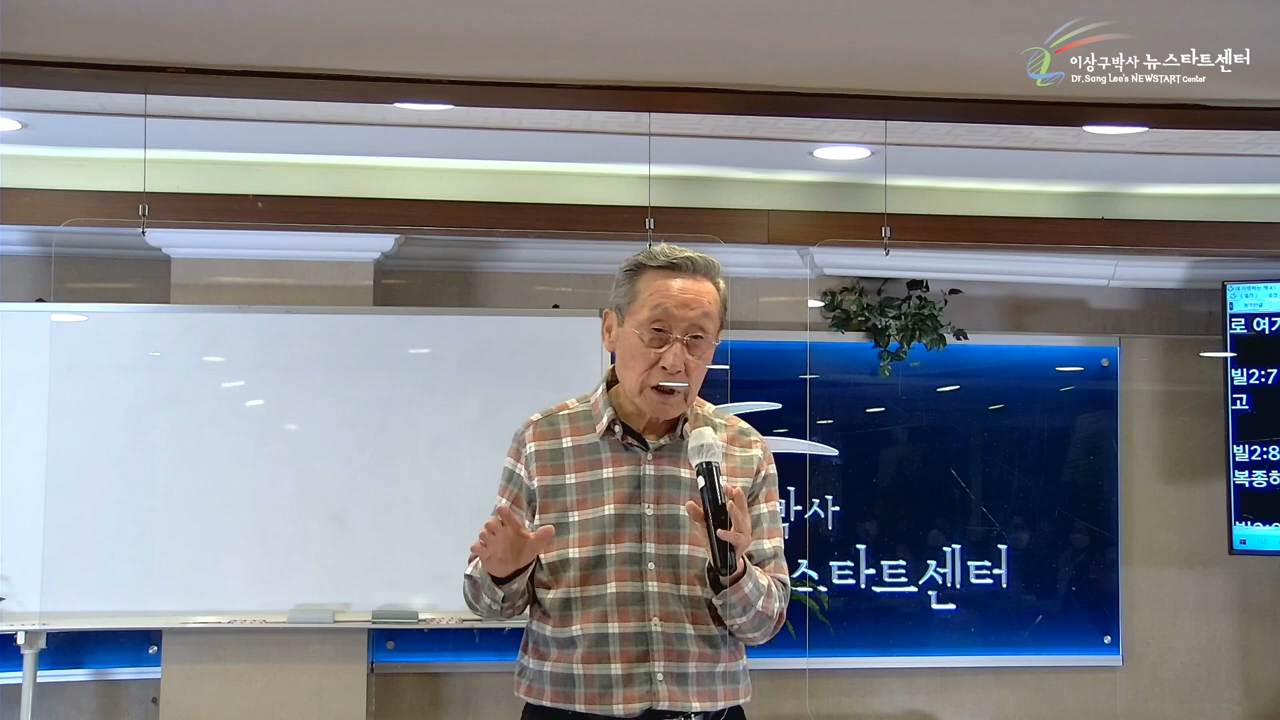 이상구박사 뉴스타트센터
Dr. Sang Lee's NEWSTART Center
로 여기
빌2:7
고
빌2:8
복종하
박사
스타트센터